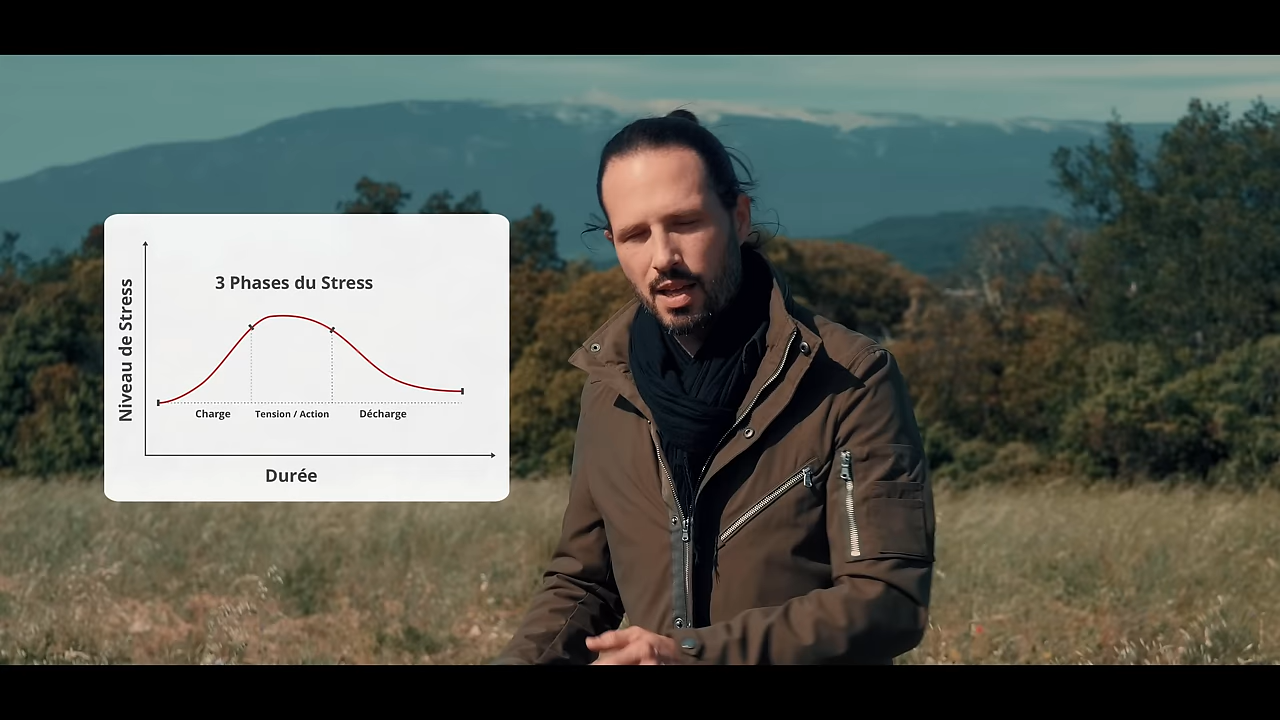 3 Phases du Stress
Niveau de Stress
Charge
Tension / Action
Décharge
Durée